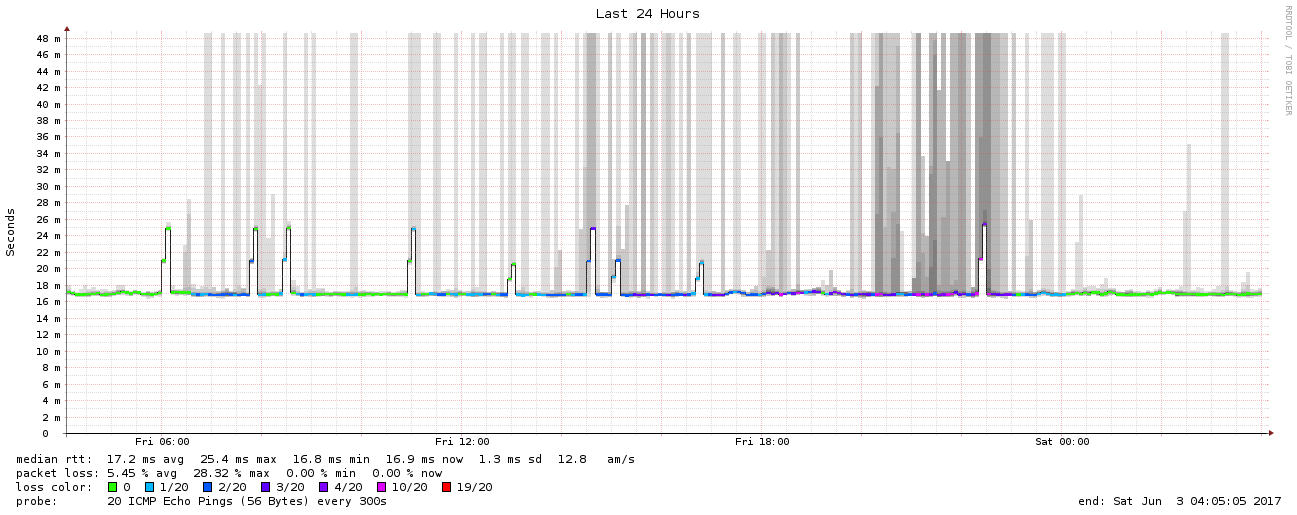 Last 24 Hours
RRDTOOL / TOBI OETIKER
Seconds
48 m
46 m
44 m
42 m
40 m
38 m
36 m
34 m
32 m
30 m
28 m
26 m
24 m
22 m
20 m
18 m
16 m
14 m
12 m
10 m
8 m
6 m
4 m
2 m
0
Fri 06:00 Fri 12:00 Fri 18:00 Sat 00:00
median rtt: 17.2 ms avg 25.4 ms max 16.8 ms min 16.9 ms now 1.3 ms sd 12.8 am/s
packet loss: 5.45 % avg 28.32 % max 0.00 % min 0.00 % now
loss color: 0 1/20 2/20 3/20 4/20 10/20 19/20
probe: 20 ICMP Echo Pings (56 Bytes) every 300s end: Sat Jun 3 04:05:05 2017